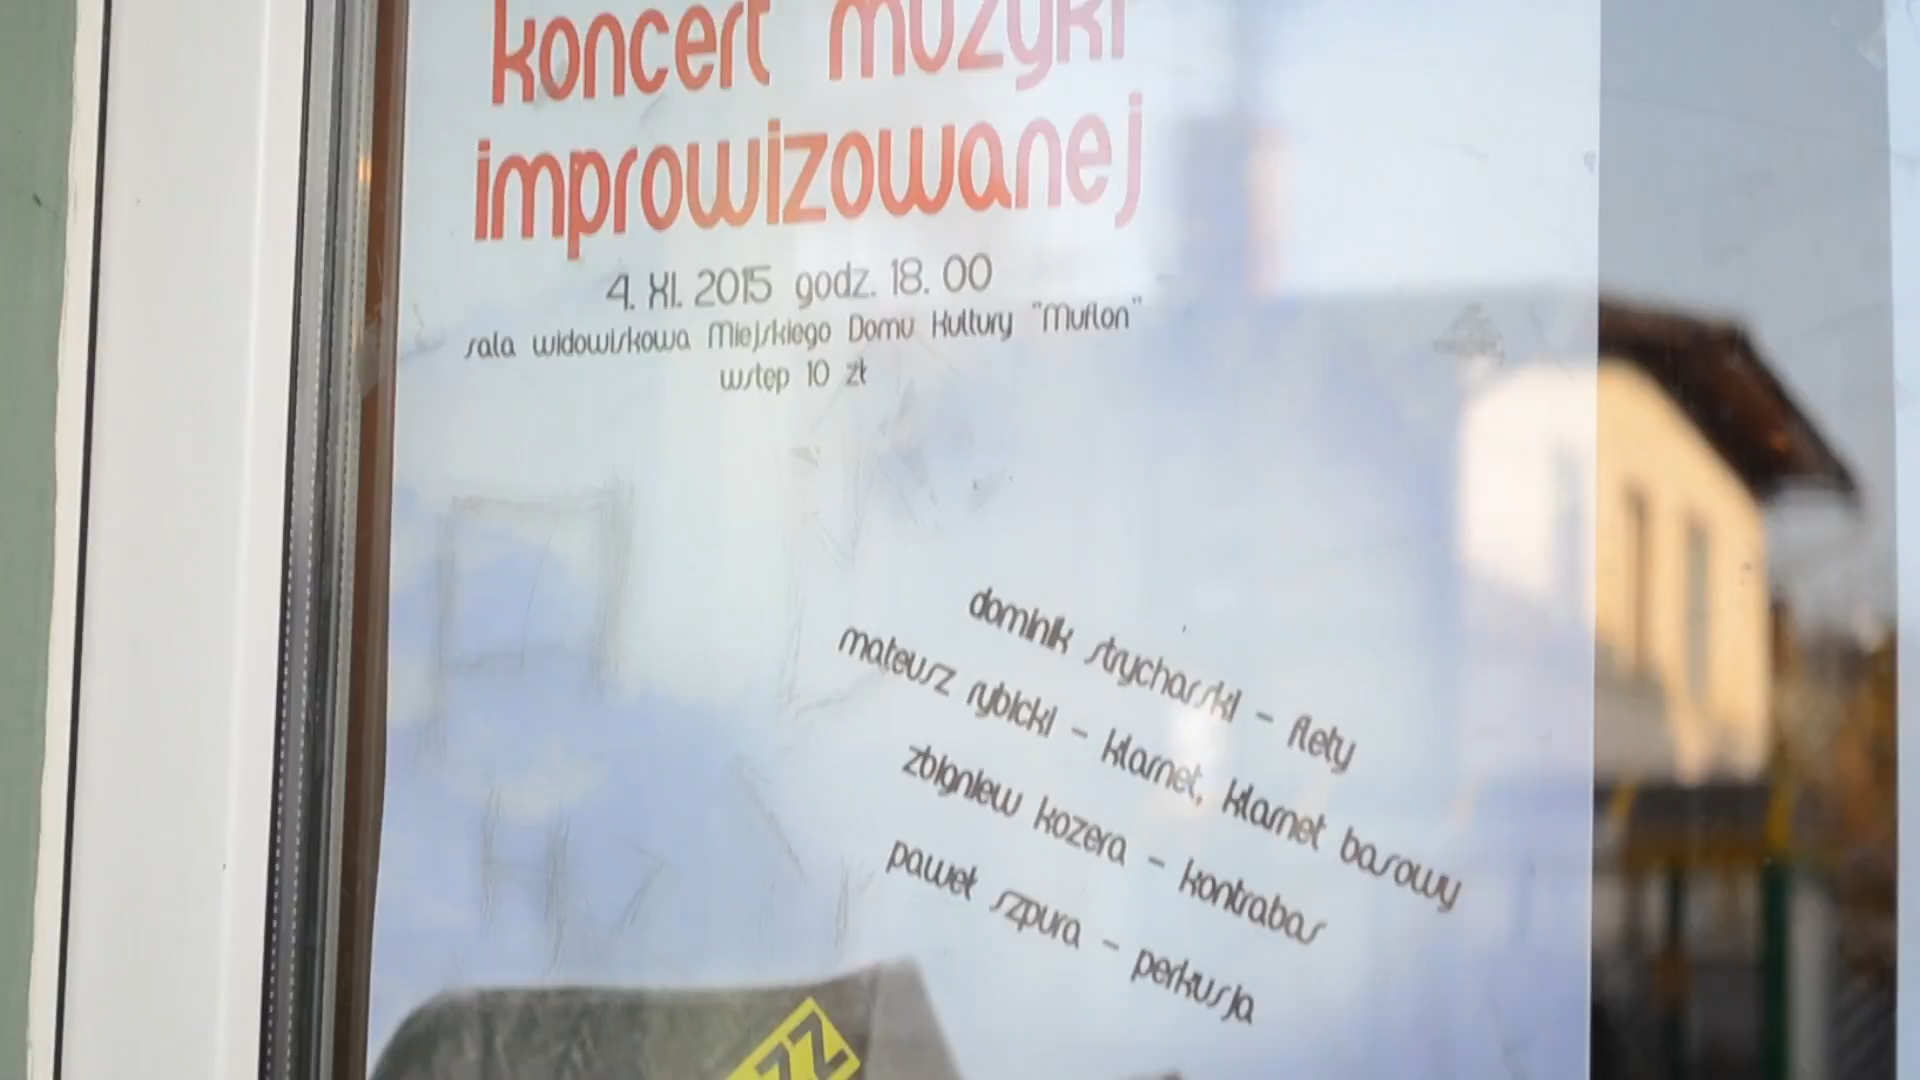 koncert muzyki
improwizowanej
4. XI. 2015 godz. 18. 00
sala widowiskowa Miejskiego Domu Kultury "Muflon"
wstęp 10 zł
dominik strycharski - flety
mateusz rybicki - klarnet, klarnet basowy
zbigniew kozera - kontrabas
paweł szpura - perkusja
ZZ